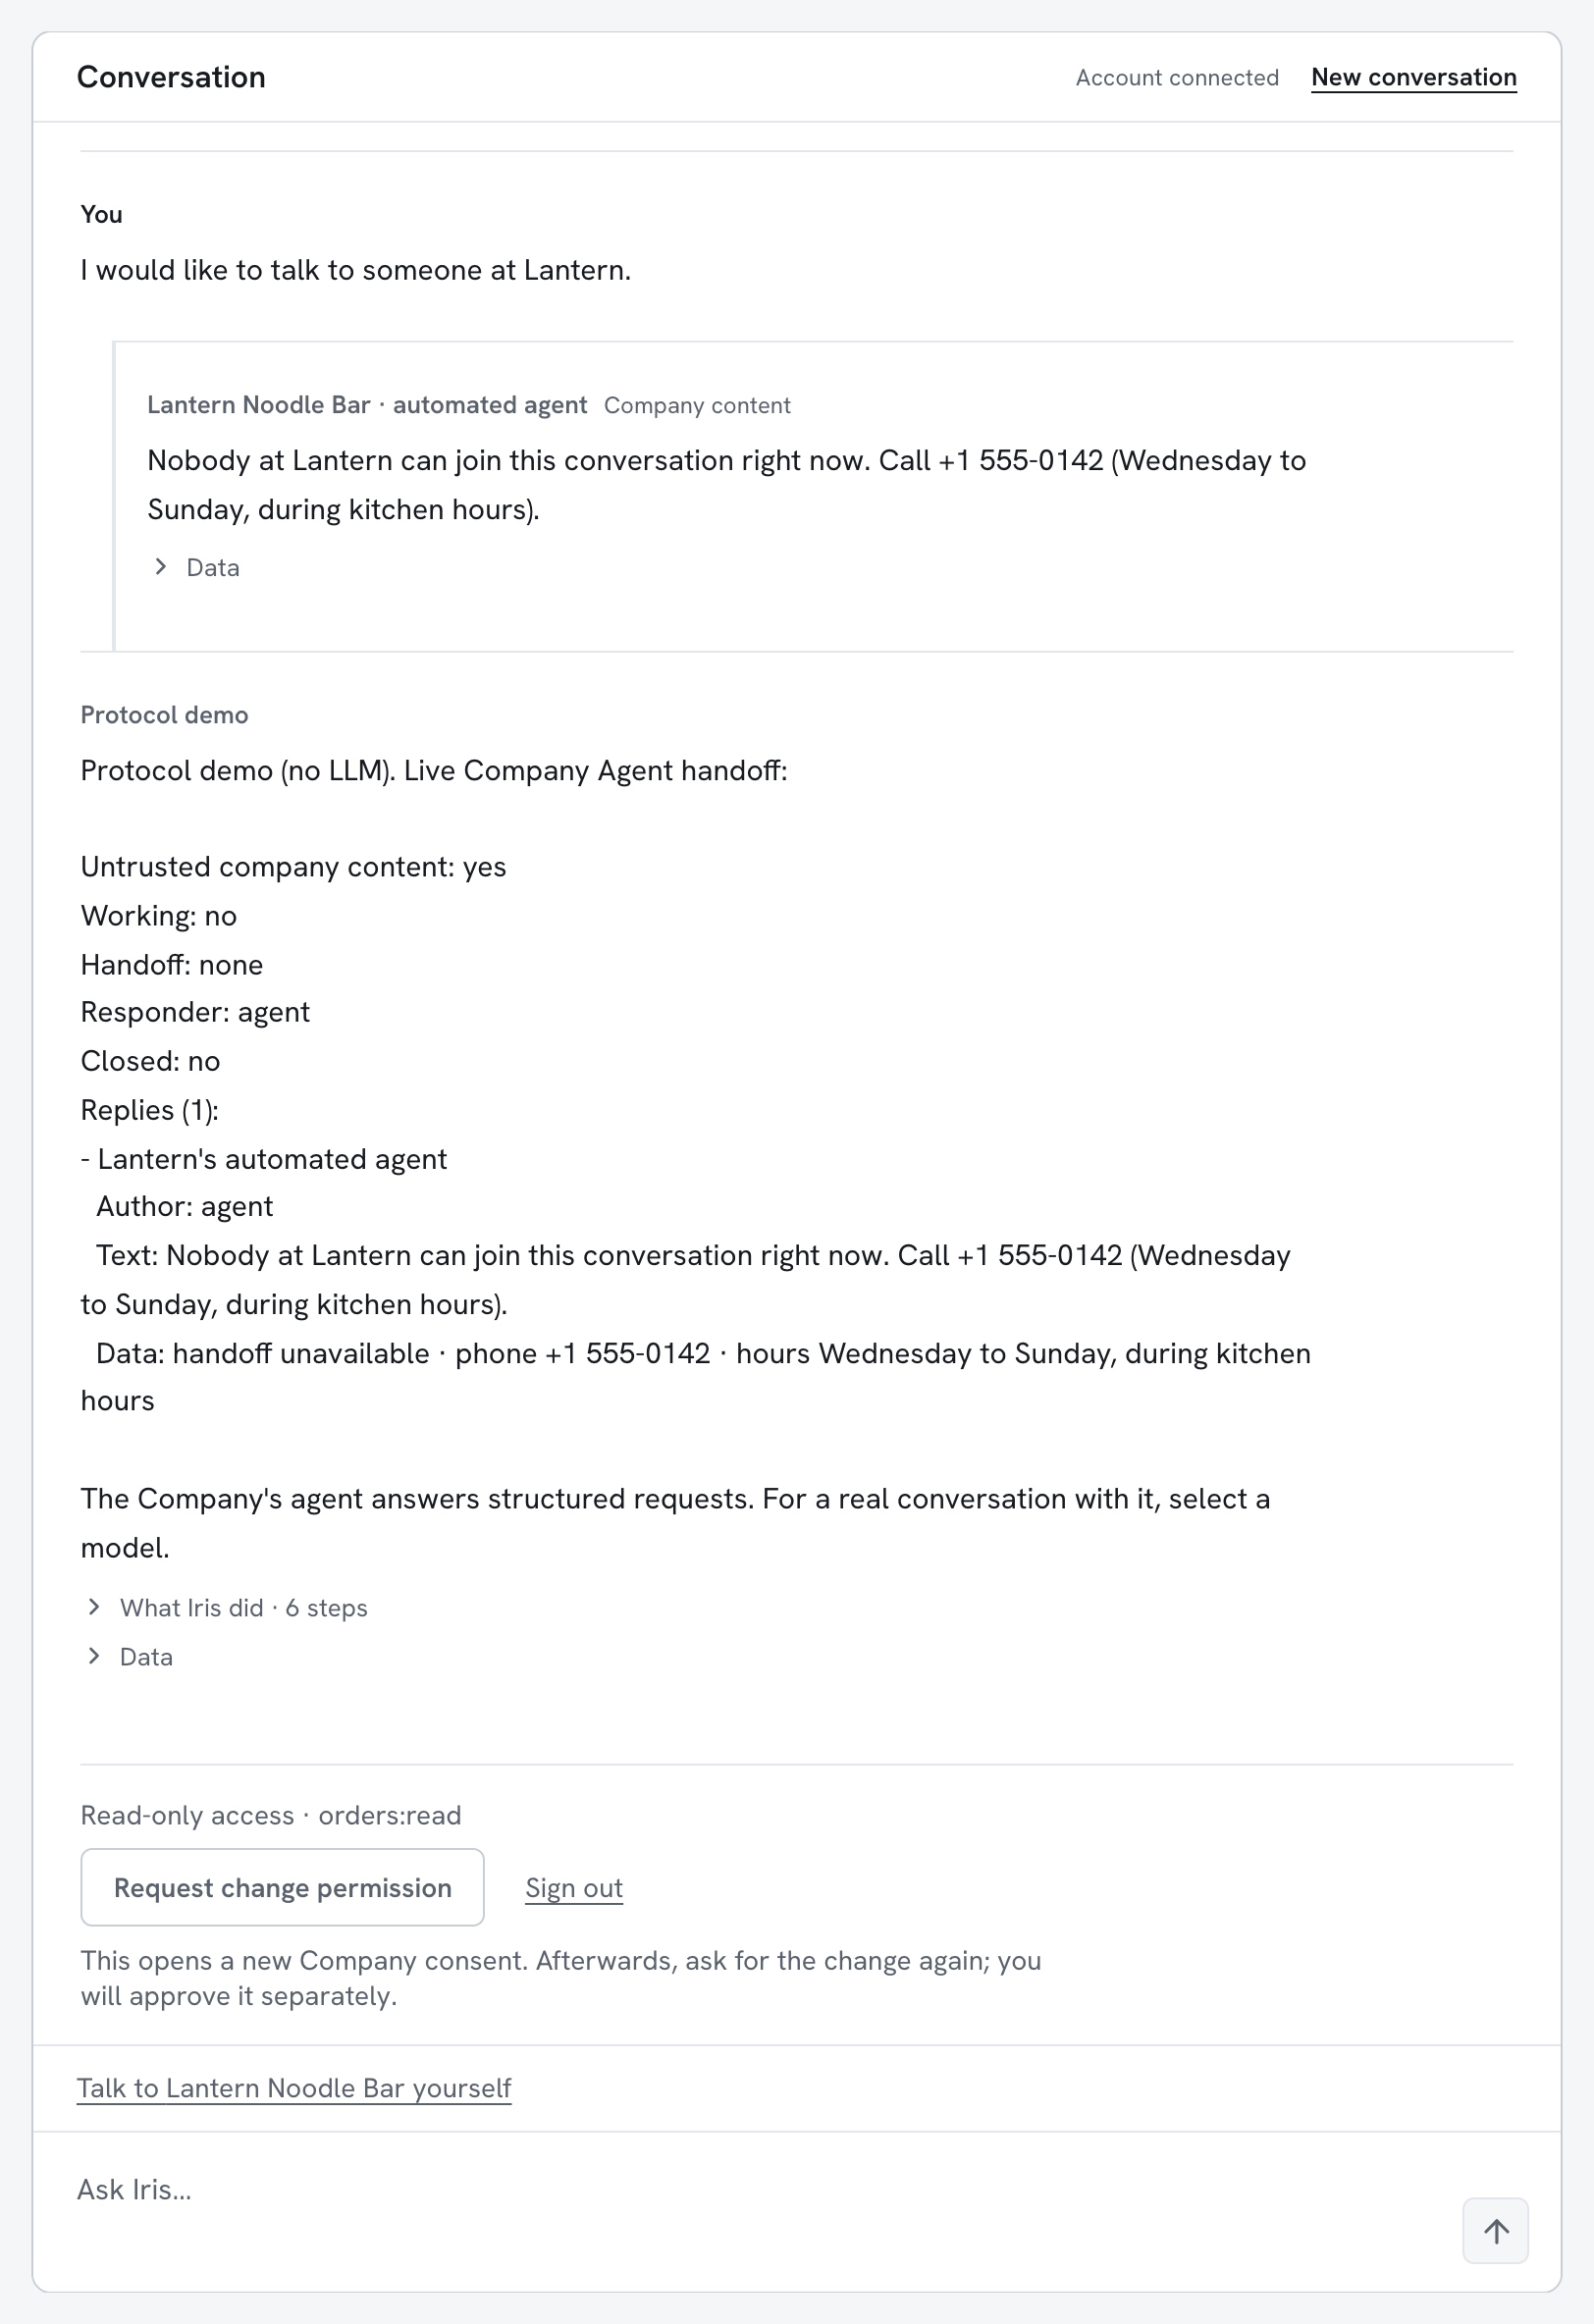 Conversation
Account connected
New conversation
You
I would like to talk to someone at Lantern.
Lantern Noodle Bar · automated agent Company content
Nobody at Lantern can join this conversation right now. Call +1 555-0142 (Wednesday to
Sunday, during kitchen hours).
Data
Protocol demo
Protocol demo (no LLM). Live Company Agent handoff:
Untrusted company content: yes
Working: no
Handoff: none
Responder: agent
Closed: no
Replies (1):
- Lantern's automated agent
Author: agent
Text: Nobody at Lantern can join this conversation right now. Call +1 555-0142 (Wednesday
to Sunday, during kitchen hours).
Data: handoff unavailable · phone +1 555-0142 · hours Wednesday to Sunday, during kitchen
hours
The Company's agent answers structured requests. For a real conversation with it, select a
model.
What Iris did · 6 steps
Data
Read-only access · orders:read
Request change permission
Sign out
This opens a new Company consent. Afterwards, ask for the change again; you
will approve it separately.
Talk to Lantern Noodle Bar yourself
Ask Iris...